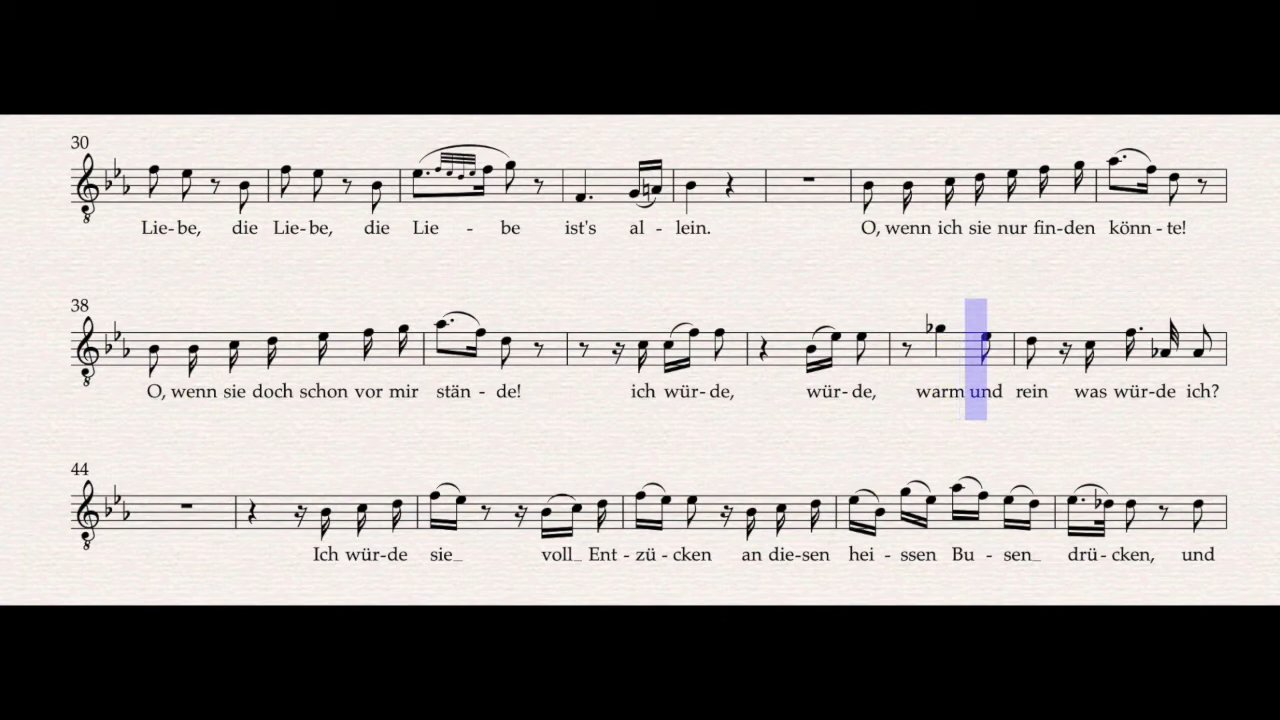 30
Lie-be, die Lie-be, die Lie - be ist's al - lein. O, wenn ich sie nur fin-den könn - te!
38
O, wenn sie doch schon vor mir stän - de! ich wür-de, wür-de, warm und rein was wür-de ich?
44
Ich wür-de sie_ voll_ Ent - zü - cken an die-sen hei - ssen Bu - sen_ drü - cken, und